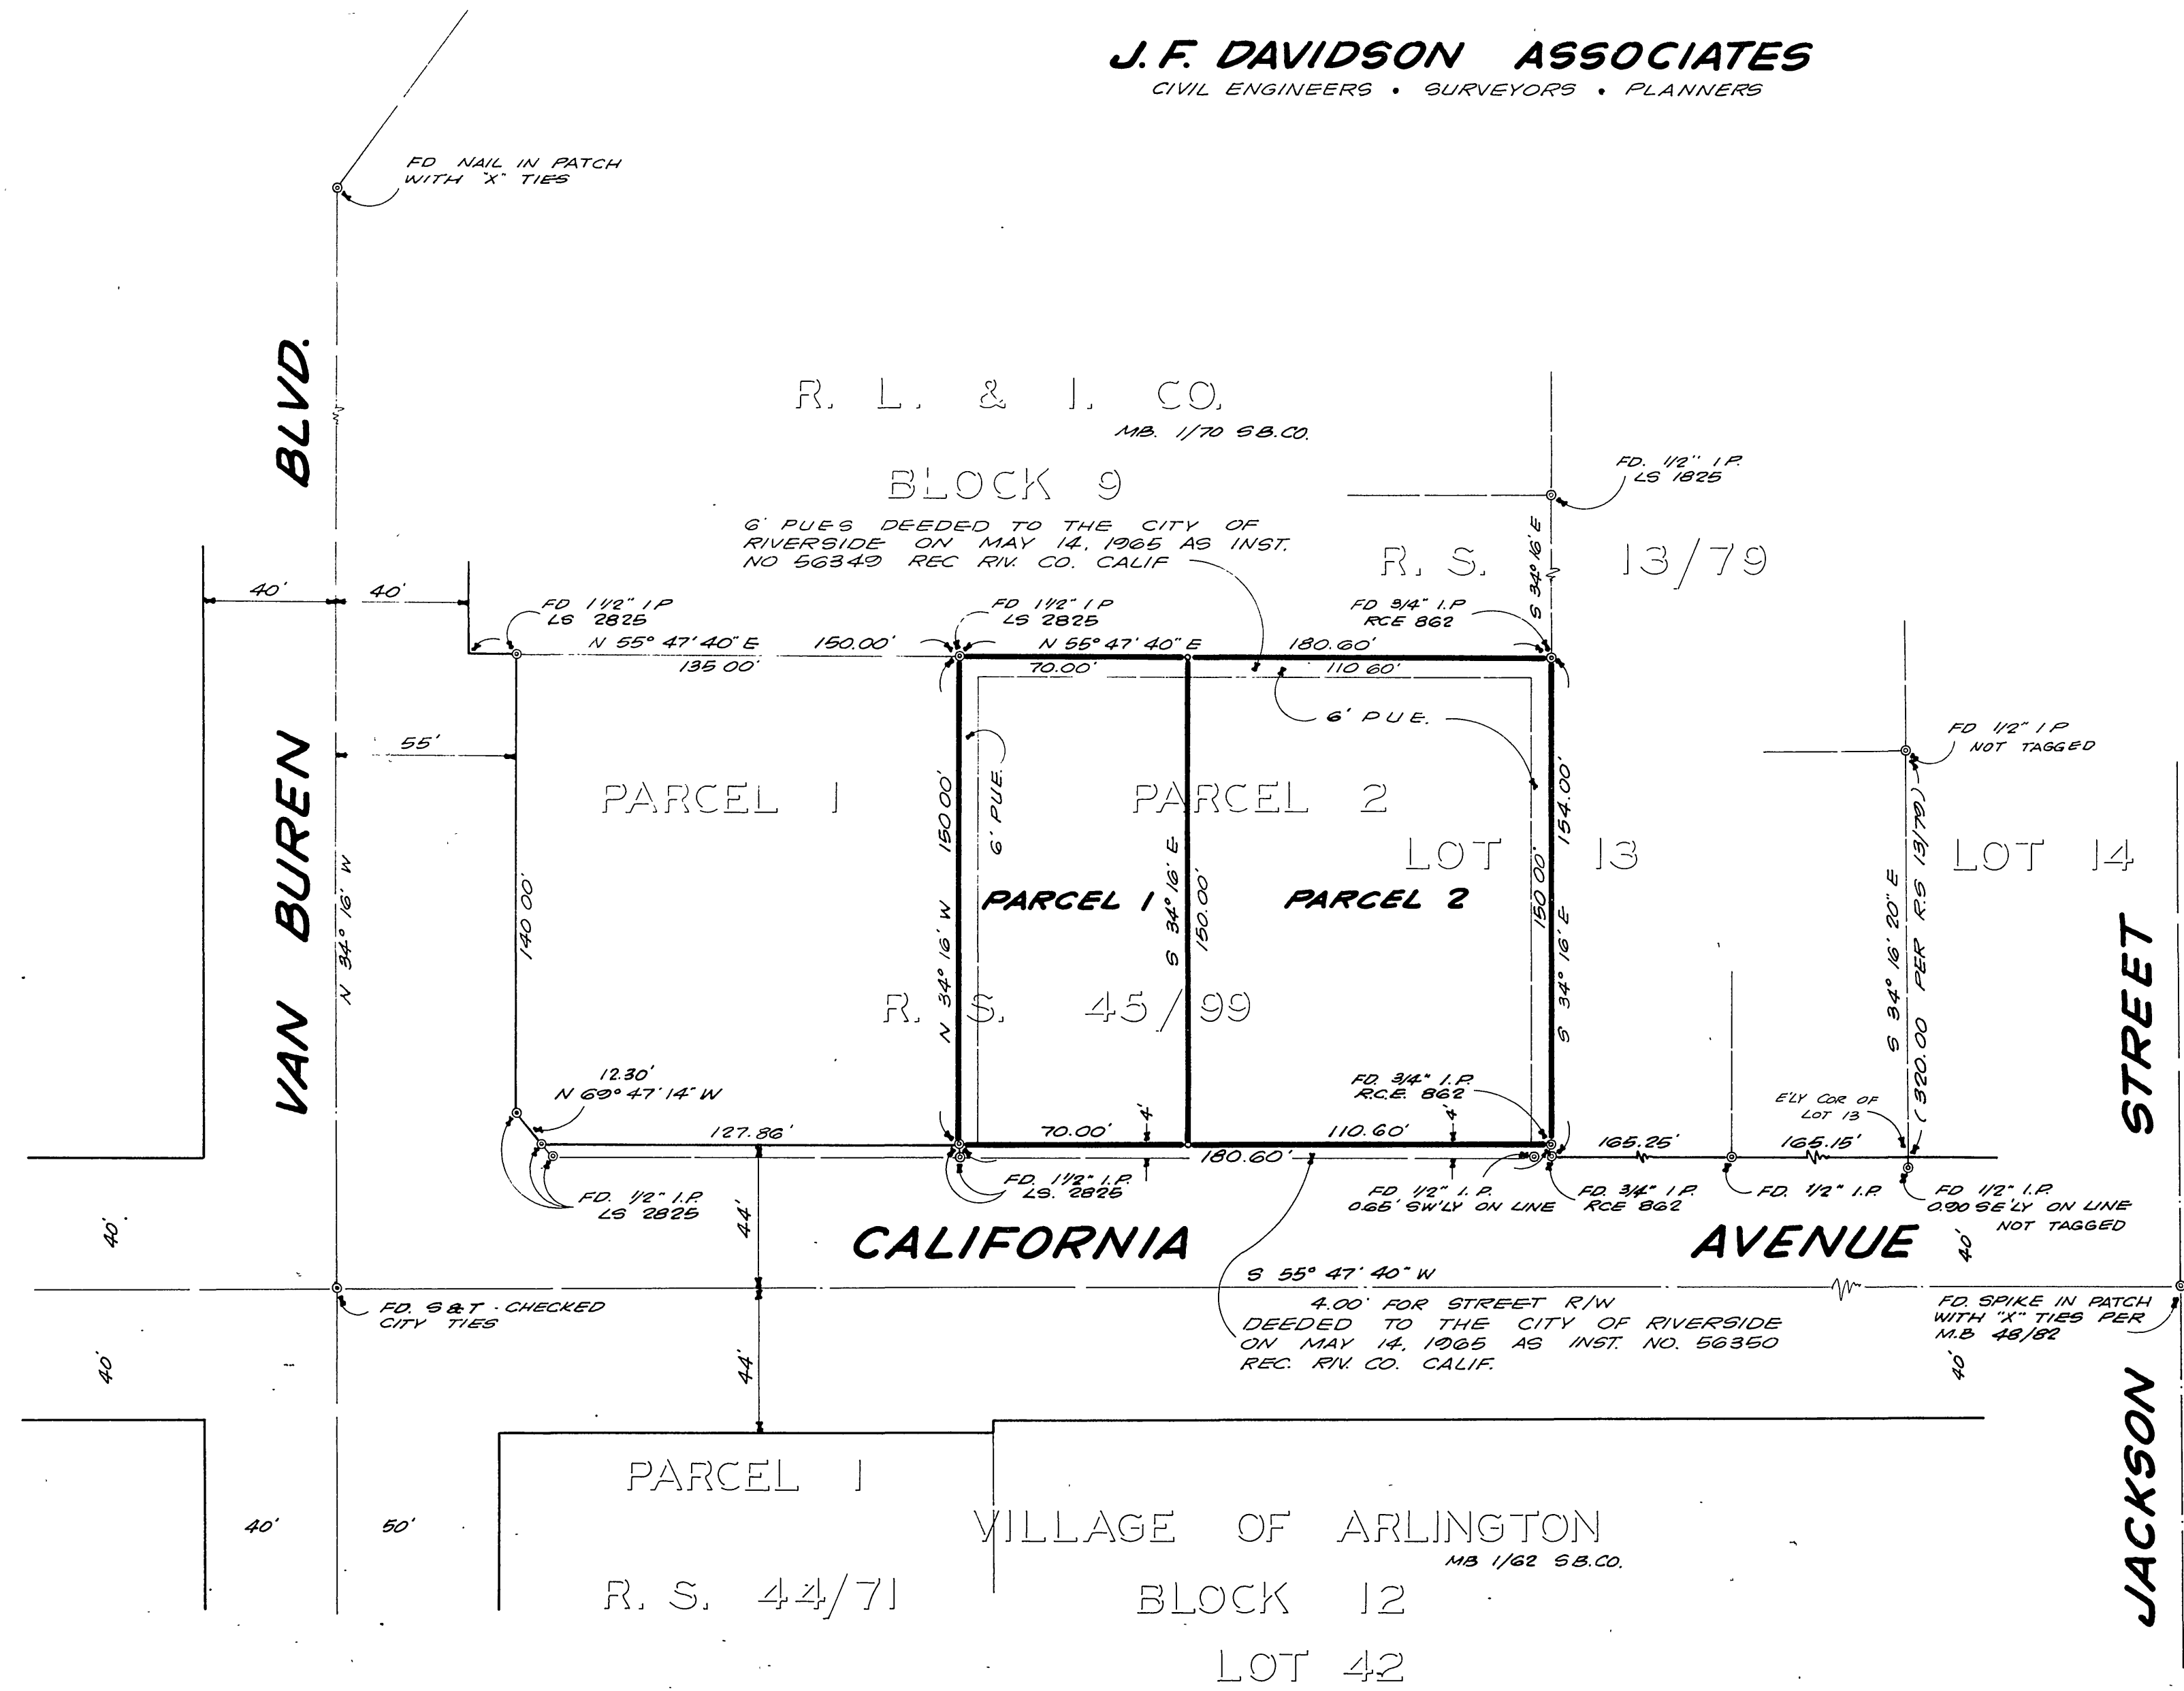 J. F. DAVIDSON ASSOCIATES
CIVIL ENGINEERS • SURVEYORS • PLANNERS
FD NAIL IN PATCH
WITH "X" TIES
VAN BUREN BLVD.
N 34° 16' W
R. L. & I. CO.
MB. 1/70 S.B.CO.
BLOCK 9
6' PUES DEEDED TO THE CITY OF
RIVERSIDE ON MAY 14, 1965 AS INST.
NO 56349 REC RIV. CO. CALIF
FD. 1/2" I.P.
LS 1825
S 34° 16' E
R. S. 13/79
40'
40'
FD 1 1/2" I P
LS 2825
FD 1 1/2" I P
LS 2825
FD 3/4" I.P
RCE 862
N 55° 47' 40" E 150.00'
135 00'
N 55° 47' 40" E 180.60'
70.00'
110 60'
6' P U E.
55'
FD 1/2" I P
NOT TAGGED
PARCEL 1
PARCEL 2
LOT 13
LOT 14
140 00'
150 00'
N 34° 16' W
6' PUE.
S 34° 16' E
150.00'
150 00'
154.00'
S 34° 16' E
S 34° 16' 20" E
(320.00 PER R.S 13/79)
PARCEL 1
PARCEL 2
R. S. 45/99
12.30'
N 69° 47' 14" W
FD. 3/4" I.P.
R.C.E. 862
E'LY COR OF
LOT 13
127.86'
70.00'
4'
110.60'
4'
180.60'
165.25'
165.15'
FD. 1/2" I.P.
LS 2825
FD. 1 1/2" I.P.
LS. 2825
FD 1/2" I. P.
0.65' SW'LY ON LINE
FD. 3/4" I P.
RCE 862
FD. 1/2" I.P.
FD 1/2" I.P.
0.90 SE'LY ON LINE
NOT TAGGED
40'
44'
CALIFORNIA AVENUE
40'
S 55° 47' 40" W
FD. S & T - CHECKED
CITY TIES
4.00' FOR STREET R/W
DEEDED TO THE CITY OF RIVERSIDE
ON MAY 14, 1965 AS INST. NO. 56350
REC. RIV. CO. CALIF.
FD. SPIKE IN PATCH
WITH "X" TIES PER
M.B 48/82
40'
44'
40'
JACKSON STREET
PARCEL 1
40'
50'
VILLAGE OF ARLINGTON
MB 1/62 S B.CO.
R. S. 44/71
BLOCK 12
LOT 42